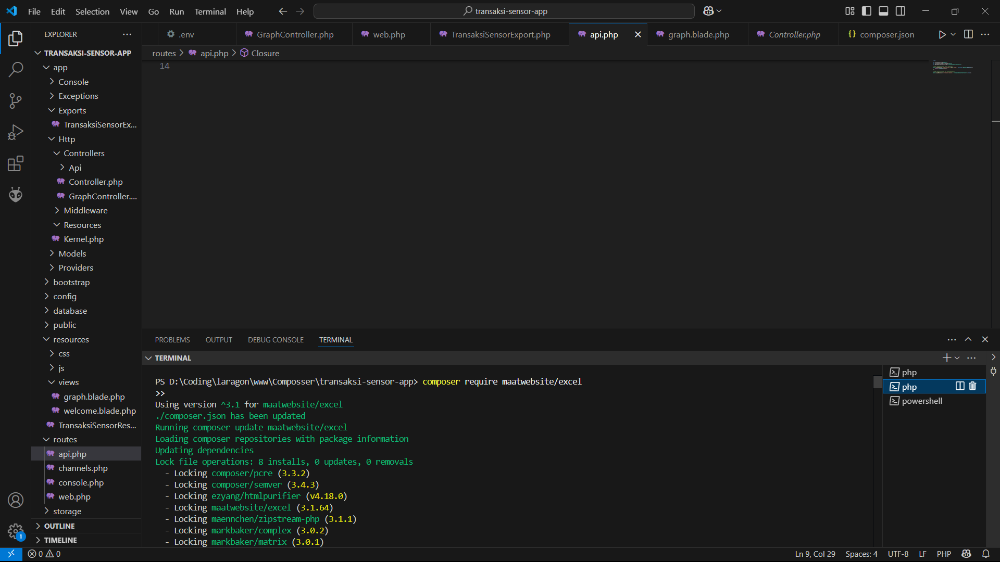 File Edit Selection View Go Run Terminal Help
transaksi-sensor-app
EXPLORER
.env
GraphController.php
web.php
TransaksiSensorExport.php
api.php
graph.blade.php
Controller.php
{} composer.json
routes > api.php > Closure
14
TRANSAKSI-SENSOR-APP
app
Console
Exceptions
Exports
TransaksiSensorEx...
Http
Controllers
Api
Controller.php
GraphController....
Middleware
Resources
Kernel.php
Models
Providers
bootstrap
config
database
public
resources
css
js
views
graph.blade.php
welcome.blade.php
TransaksiSensorRes...
routes
api.php
channels.php
console.php
web.php
storage
OUTLINE
TIMELINE
PROBLEMS OUTPUT DEBUG CONSOLE TERMINAL
TERMINAL
PS D:\Coding\laragon\www\Composser\transaksi-sensor-app> composer require maatwebsite/excel
>>
Using version ^3.1 for maatwebsite/excel
./composer.json has been updated
Running composer update maatwebsite/excel
Loading composer repositories with package information
Updating dependencies
Lock file operations: 8 installs, 0 updates, 0 removals
- Locking composer/pcre (3.3.2)
- Locking composer/semver (3.4.3)
- Locking ezyang/htmlpurifier (v4.18.0)
- Locking maatwebsite/excel (3.1.64)
- Locking maennchen/zipstream-php (3.1.1)
- Locking markbaker/complex (3.0.2)
- Locking markbaker/matrix (3.0.1)
php
php
powershell
1
0 0
Ln 9, Col 29 Spaces: 4 UTF-8 LF PHP